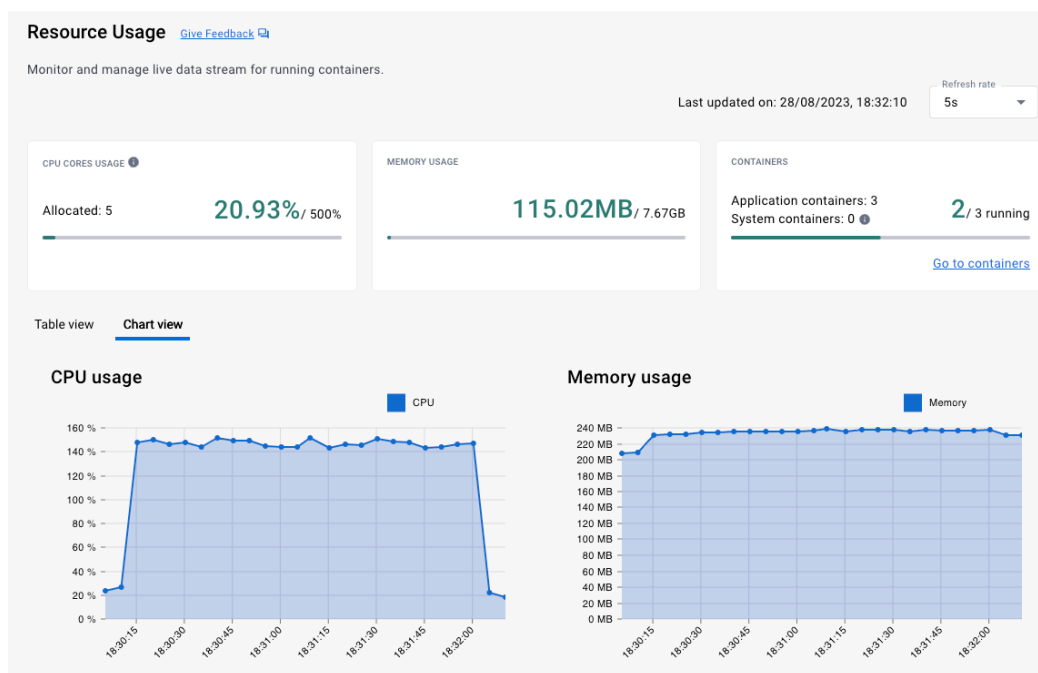 Resource Usage Give Feedback
Monitor and manage live data stream for running containers.
Last updated on: 28/08/2023, 18:32:10
Refresh rate
5s
CPU CORES USAGE
Allocated: 5
20.93%/ 500%
MEMORY USAGE
115.02MB/ 7.67GB
CONTAINERS
Application containers: 3
System containers: 0
2/ 3 running
Go to containers
Table view Chart view
CPU usage
CPU
160 %
140 %
120 %
100 %
80 %
60 %
40 %
20 %
0 %
18:30:15 18:30:30 18:30:45 18:31:00 18:31:15 18:31:30 18:31:45 18:32:00
Memory usage
Memory
240 MB
220 MB
200 MB
180 MB
160 MB
140 MB
120 MB
100 MB
80 MB
60 MB
40 MB
20 MB
0 MB
18:30:15 18:30:30 18:30:45 18:31:00 18:31:15 18:31:30 18:31:45 18:32:00